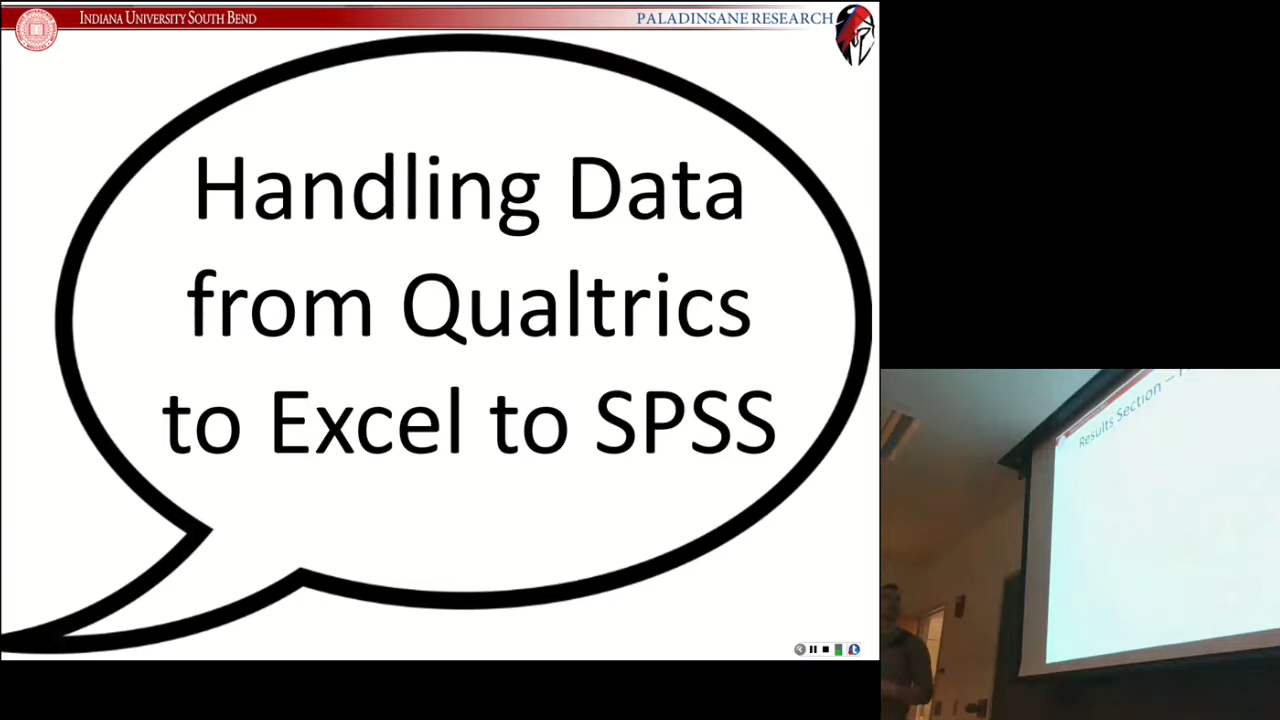 INDIANA UNIVERSITY SOUTH BEND
PALADINSANE RESEARCH
Handling Data
from Qualtrics
to Excel to SPSS
Results Section –